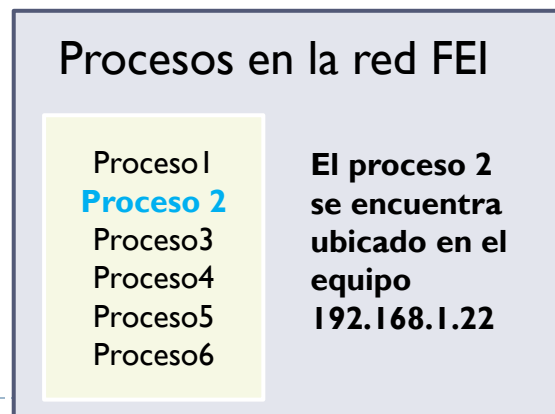 Procesos en la red FEI
Proceso1
Proceso 2
Proceso3
Proceso4
Proceso5
Proceso6
El proceso 2
se encuentra
ubicado en el
equipo
192.168.1.22